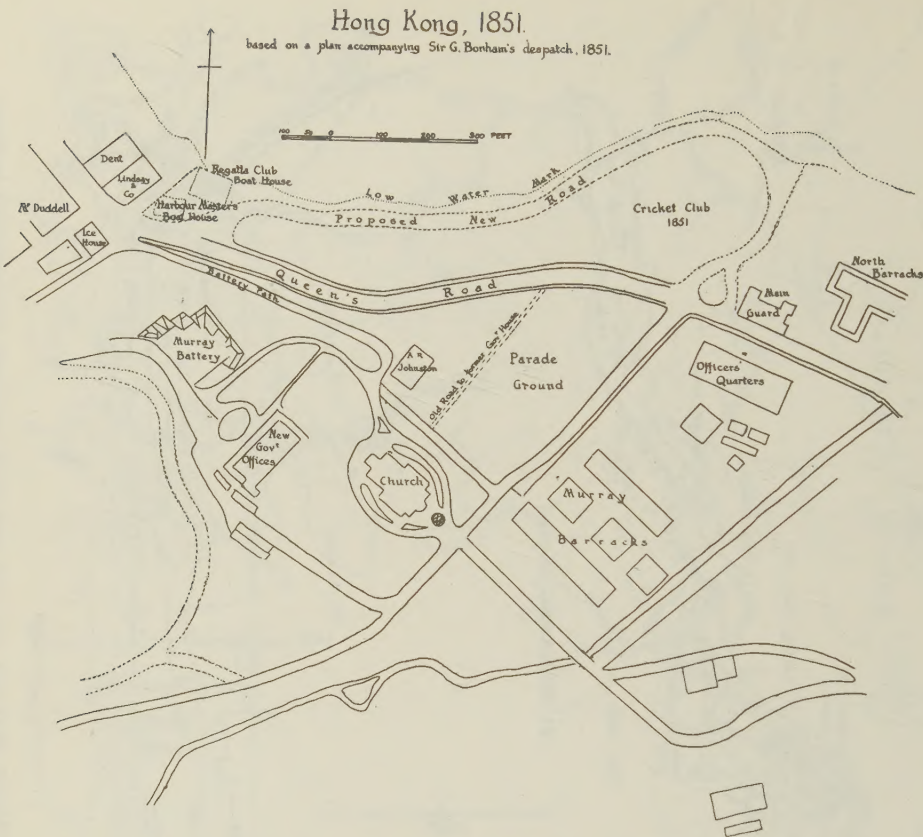 Hong Kong, 1851.
based on a plan accompanying Sir G. Bonham's despatch, 1851.
100 50 0 100 200 300 FEET
Dent
Lindsay
&
Co
Regatta Club
Boat House
Harbour Master's
Boat House
Mr Duddell
Ice
House
Low Water Mark
Proposed New Road
Cricket Club
1851
Queen's Road
Battery Path
North
Barracks
Main
Guard
Murray
Battery
A R
Johnston
Old Road to former Govt House
Parade
Ground
Officers'
Quarters
New
Govt
Offices
Church
Murray
Barracks